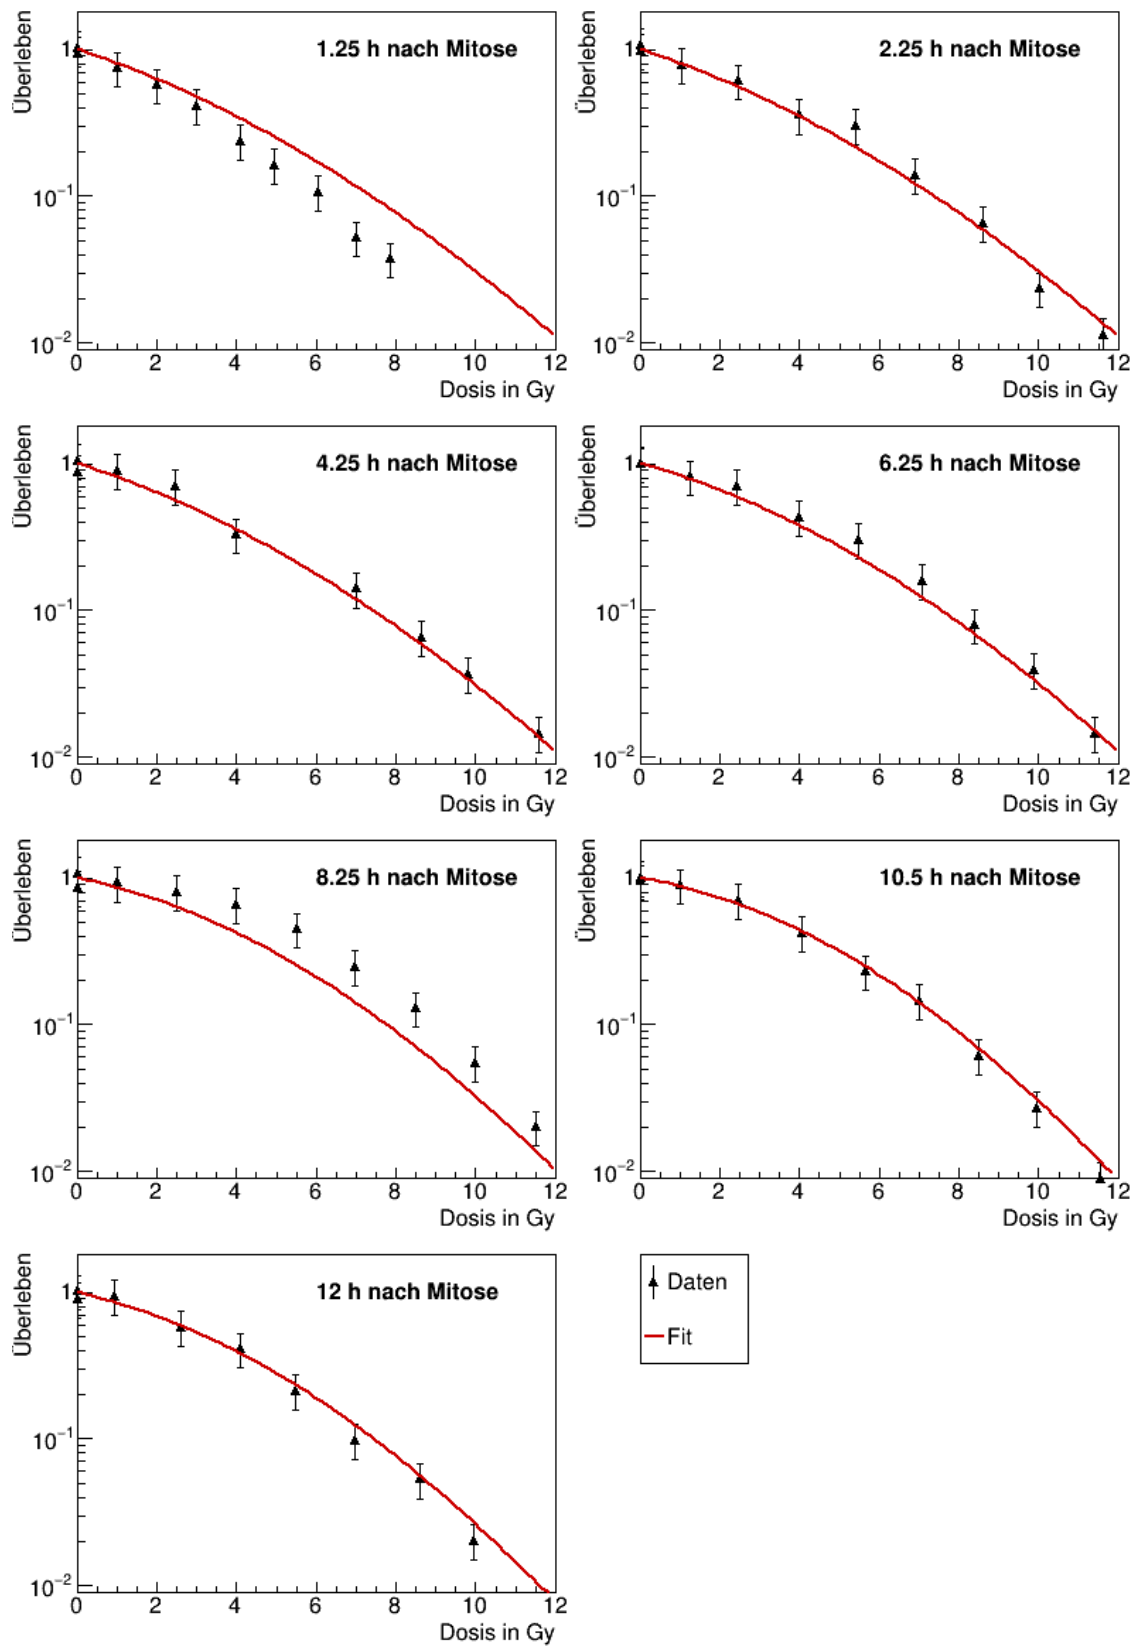 Überleben
1.25 h nach Mitose
1
10⁻¹
10⁻²
0 2 4 6 8 10 12
Dosis in Gy
Überleben
2.25 h nach Mitose
1
10⁻¹
10⁻²
0 2 4 6 8 10 12
Dosis in Gy
Überleben
4.25 h nach Mitose
1
10⁻¹
10⁻²
0 2 4 6 8 10 12
Dosis in Gy
Überleben
6.25 h nach Mitose
1
10⁻¹
10⁻²
0 2 4 6 8 10 12
Dosis in Gy
Überleben
8.25 h nach Mitose
1
10⁻¹
10⁻²
0 2 4 6 8 10 12
Dosis in Gy
Überleben
10.5 h nach Mitose
1
10⁻¹
10⁻²
0 2 4 6 8 10 12
Dosis in Gy
Überleben
12 h nach Mitose
1
10⁻¹
10⁻²
0 2 4 6 8 10 12
Dosis in Gy
Daten
Fit